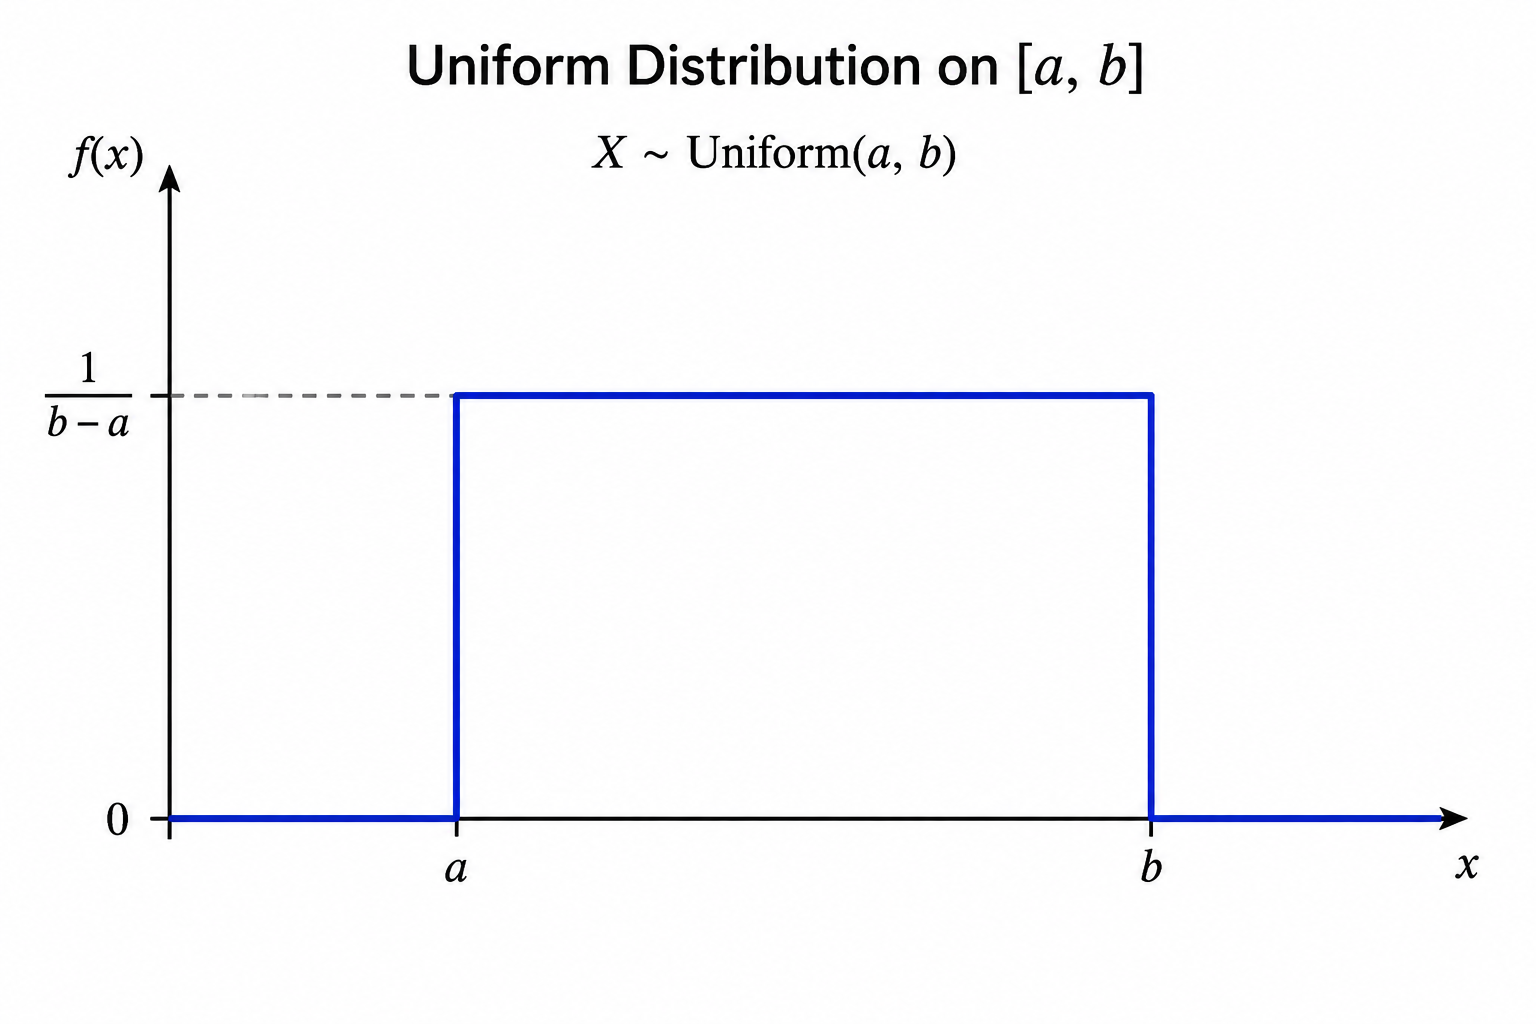 Uniform Distribution on [a, b]
X ~ Uniform(a, b)
f(x)
1
b – a
0
a
b
x